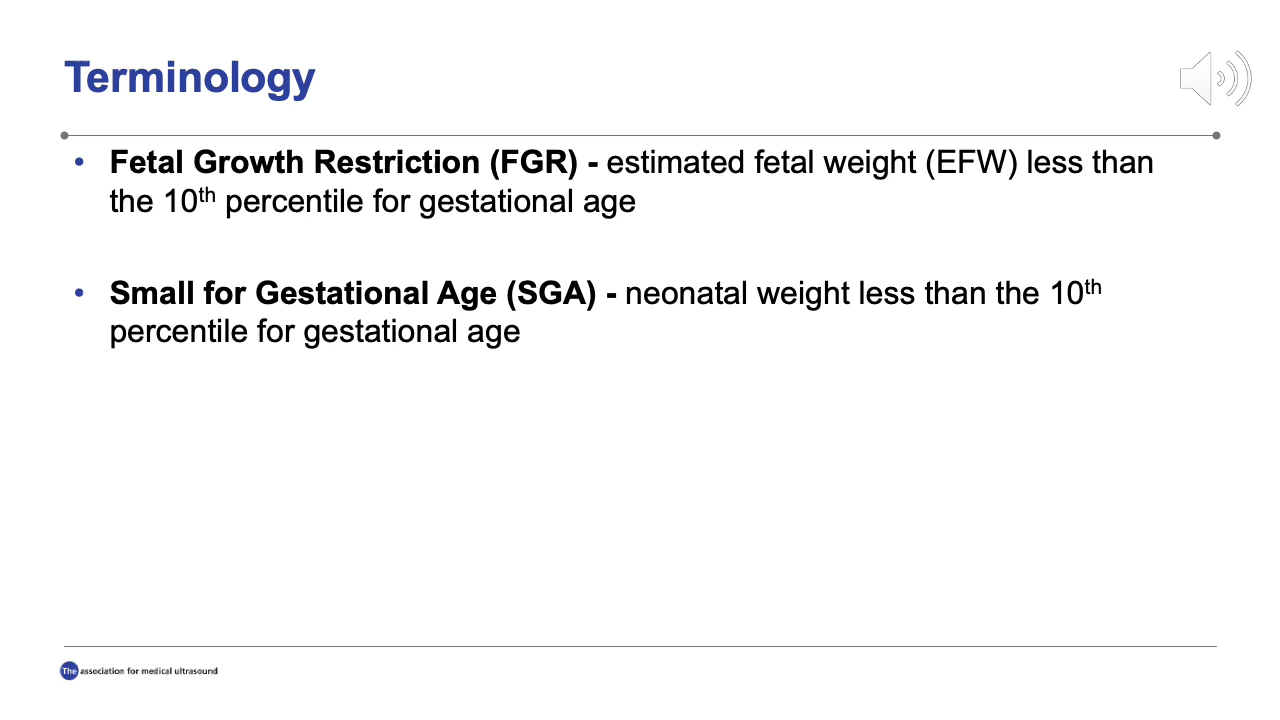 Terminology
• Fetal Growth Restriction (FGR) - estimated fetal weight (EFW) less than
the 10th percentile for gestational age
• Small for Gestational Age (SGA) - neonatal weight less than the 10th
percentile for gestational age
The association for medical ultrasound